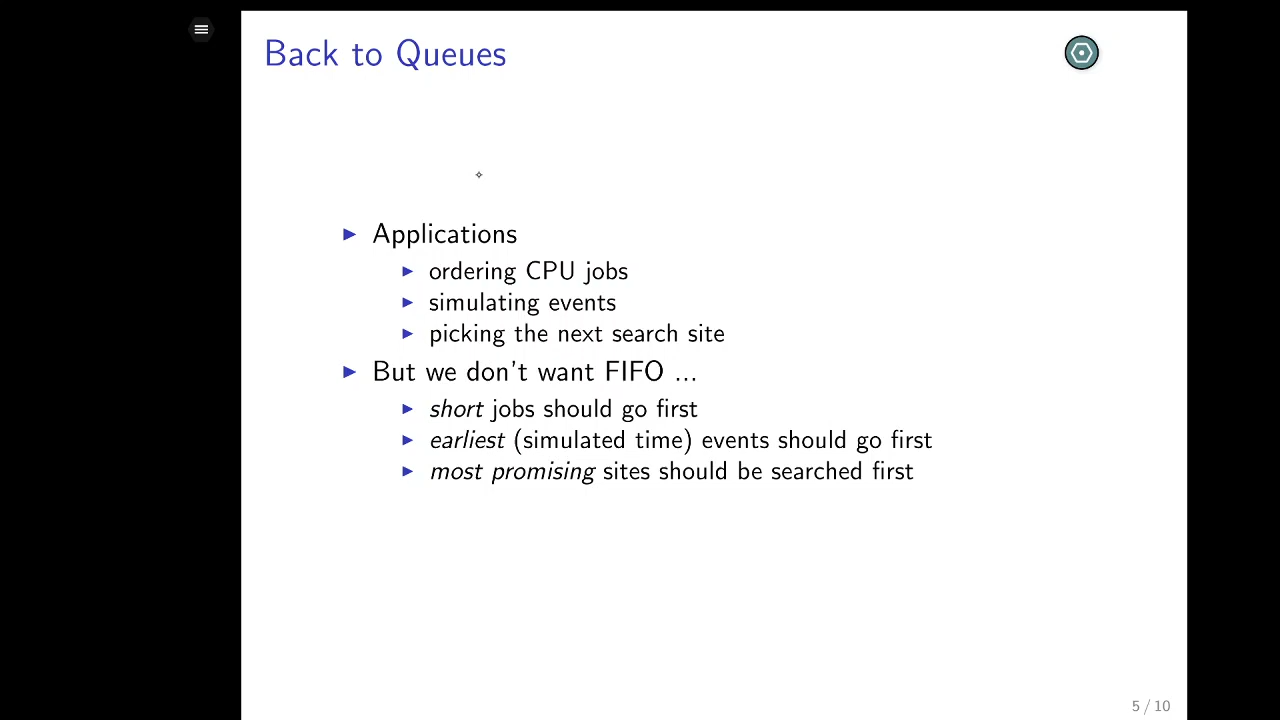 Back to Queues
Applications
ordering CPU jobs
simulating events
picking the next search site
But we don't want FIFO ...
short jobs should go first
earliest (simulated time) events should go first
most promising sites should be searched first
5 / 10